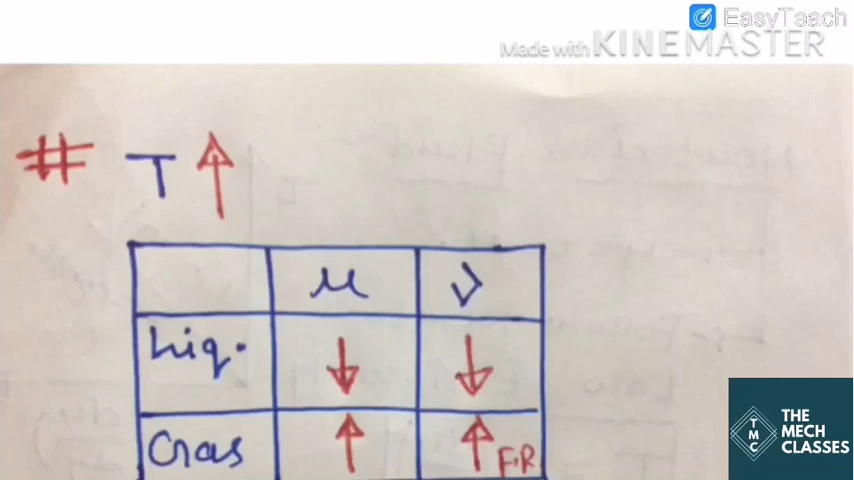 EasyTeach
Made with KINEMASTER
# T ↑
μ ν
Liq. ↓ ↓
Gas ↑ ↑ F.R
TMC
THE
MECH
CLASSES